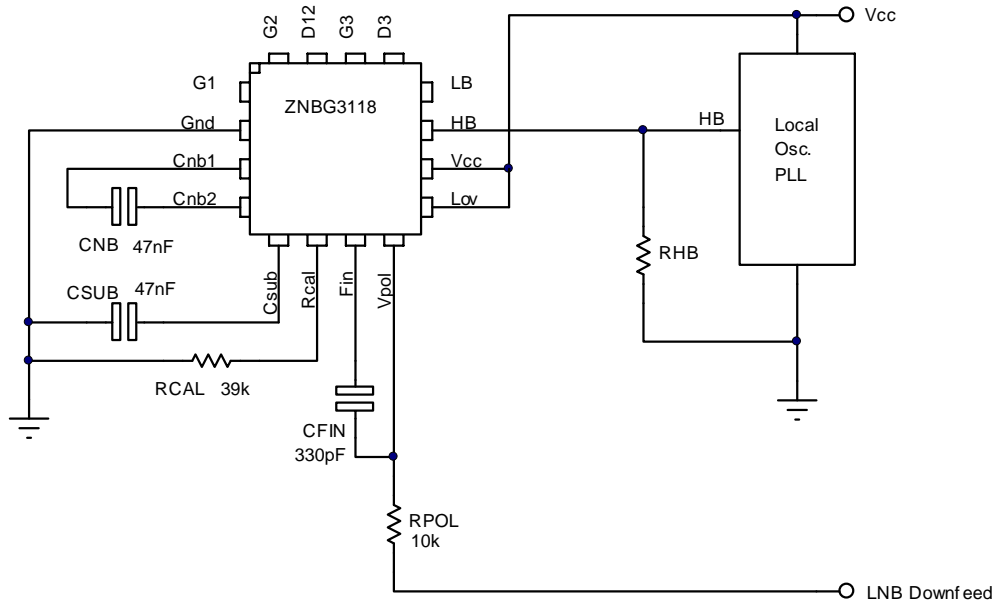 G2
D12
G3
D3
Vcc
G1
LB
ZNBG3118
Gnd
HB
HB
Local
Osc.
PLL
Cnb1
Vcc
Cnb2
Lov
CNB 47nF
RHB
CSUB 47nF
Csub
Rcal
Fin
Vpol
RCAL 39k
CFIN
330pF
RPOL
10k
LNB Downfeed